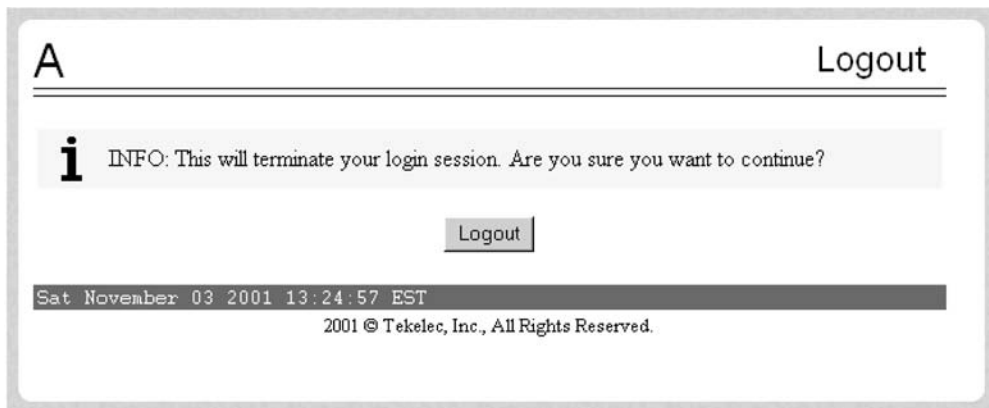 A
Logout
i INFO: This will terminate your login session. Are you sure you want to continue?
Logout
Sat November 03 2001 13:24:57 EST
2001 © Tekelec, Inc., All Rights Reserved.